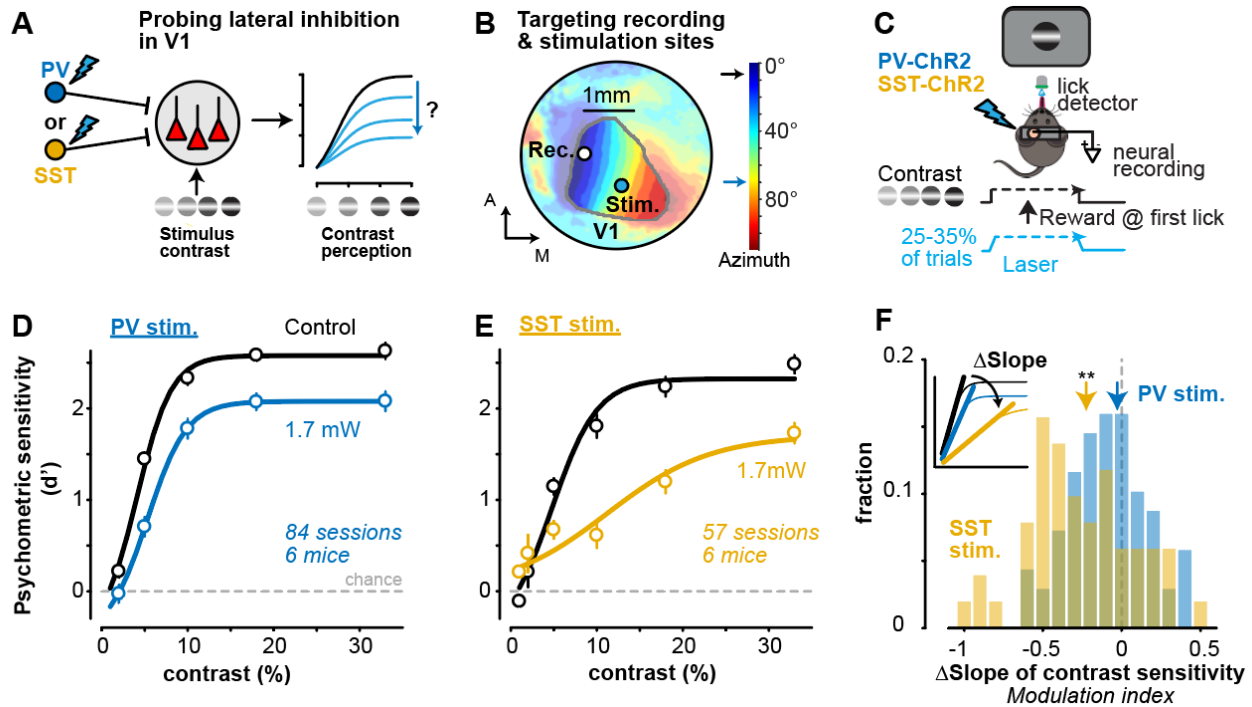 A
Probing lateral inhibition
in V1
PV
or
SST
?
Stimulus
contrast
Contrast
perception
B
Targeting recording
& stimulation sites
1mm
Rec.
Stim.
V1
A
M
0°
40°
80°
Azimuth
C
PV-ChR2
SST-ChR2
lick
detector
+
-
neural
recording
Contrast
Reward @ first lick
25-35%
of trials
Laser
D
PV stim.
Control
Psychometric sensitivity
(d')
2
1
0
1.7 mW
84 sessions
6 mice
chance
0
10
20
30
contrast (%)
E
SST stim.
2
1
0
1.7mW
57 sessions
6 mice
0
10
20
30
contrast (%)
F
0.2
0.1
0
fraction
ΔSlope
**
PV stim.
SST
stim.
-1
-0.5
0
0.5
ΔSlope of contrast sensitivity
Modulation index